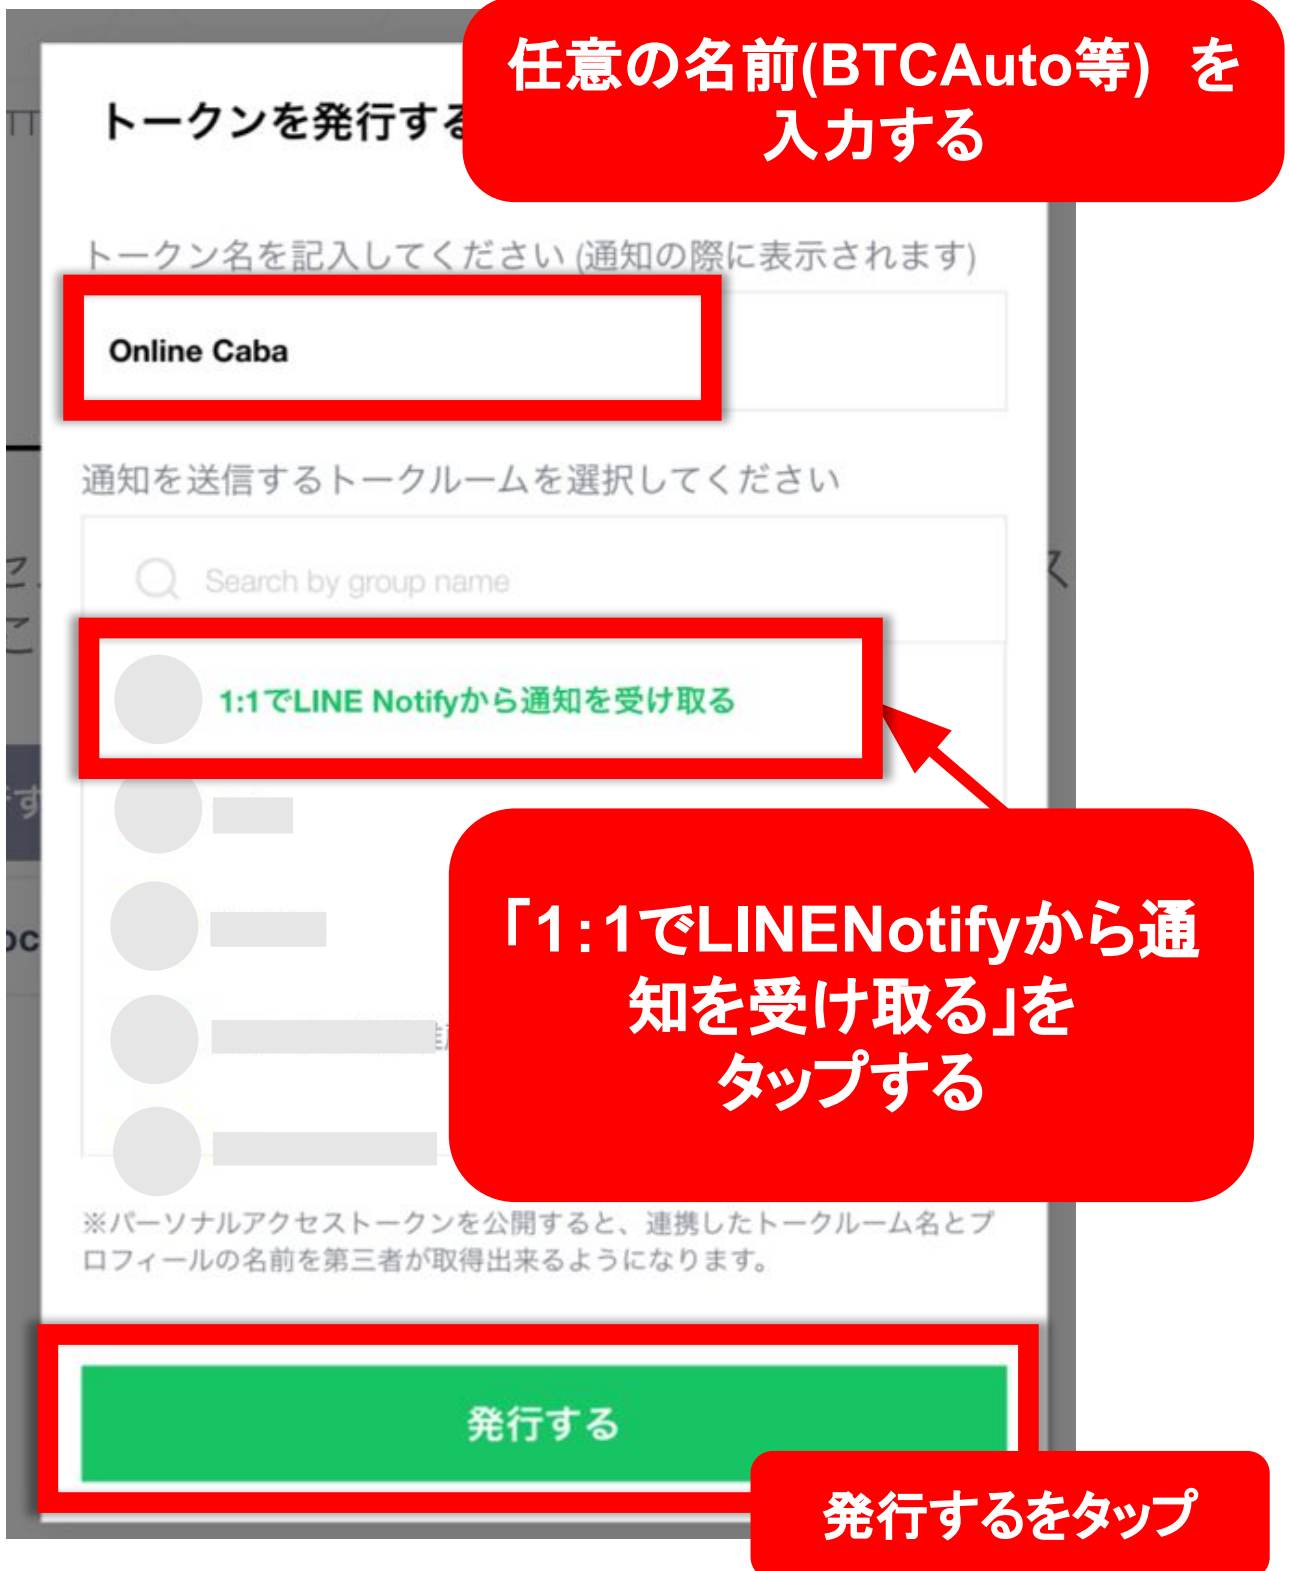 任意の名前(BTCAuto等) を
入力する
トークンを発行する
トークン名を記入してください (通知の際に表示されます)
Online Caba
通知を送信するトークルームを選択してください
Search by group name
1:1でLINE Notifyから通知を受け取る
「1:1でLINENotifyから通
知を受け取る」を
タップする
※パーソナルアクセストークンを公開すると、連携したトークルーム名とプ
ロフィールの名前を第三者が取得出来るようになります。
発行する
発行するをタップ